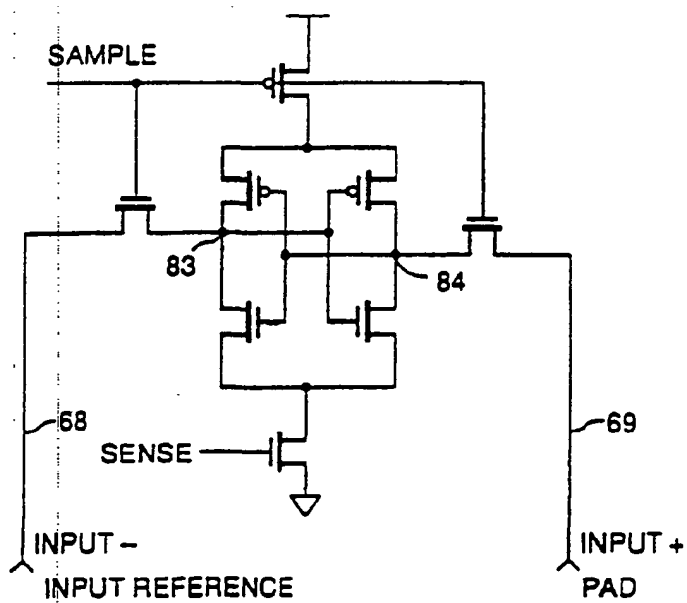 SAMPLE
83
84
68
69
SENSE
INPUT –
INPUT REFERENCE
INPUT +
PAD